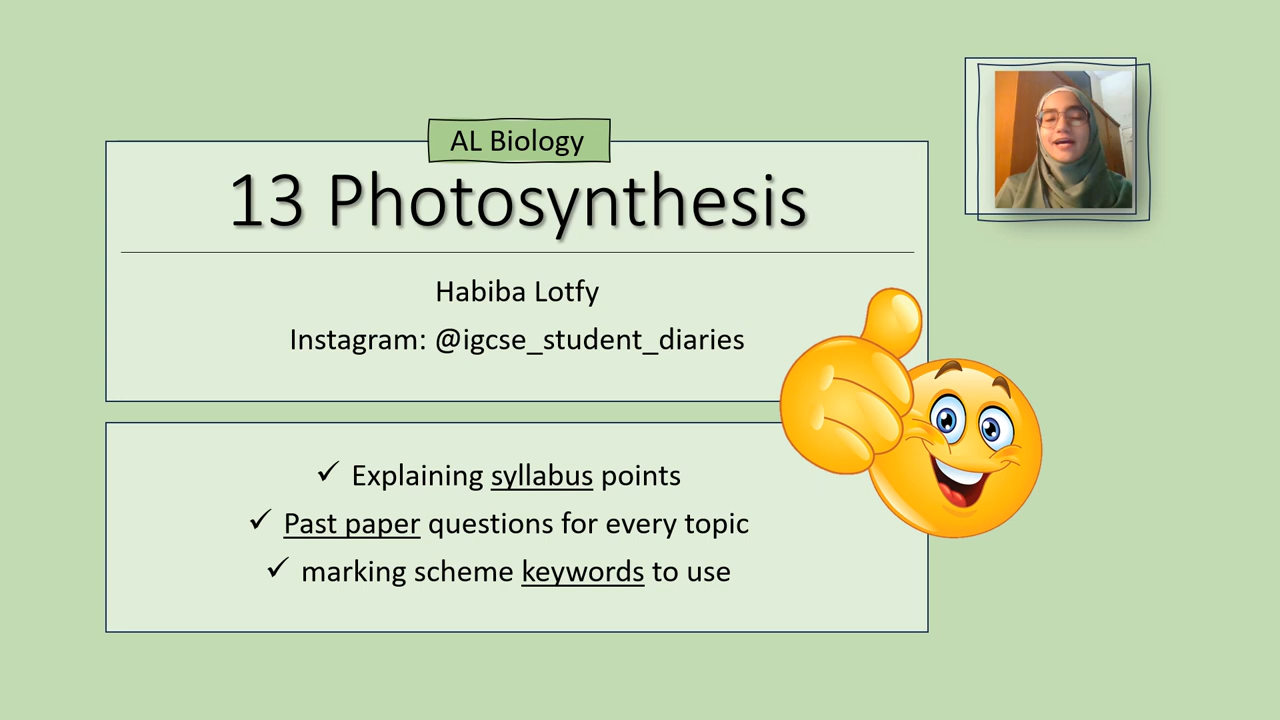 AL Biology
13 Photosynthesis
Habiba Lotfy
Instagram: @igcse_student_diaries
✓ Explaining syllabus points
✓ Past paper questions for every topic
✓ marking scheme keywords to use